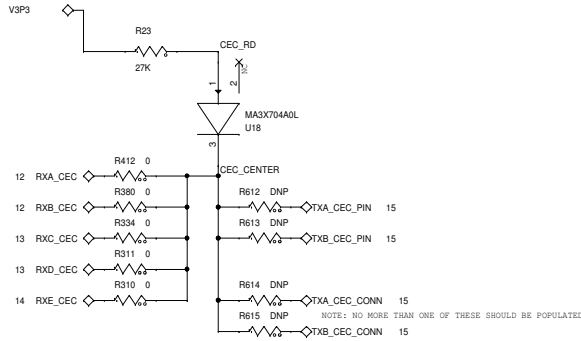 V3P3
R23
27K
CEC_RD
1
2
NC
MA3X704A0L
U18
3
CEC_CENTER
12 RXA_CEC R412 0
12 RXB_CEC R380 0
13 RXC_CEC R334 0
13 RXD_CEC R311 0
14 RXE_CEC R310 0
R612 DNP
TXA_CEC_PIN 15
R613 DNP
TXB_CEC_PIN 15
R614 DNP
TXA_CEC_CONN 15
NOTE: NO MORE THAN ONE OF THESE SHOULD BE POPULATED
R615 DNP
TXB_CEC_CONN 15